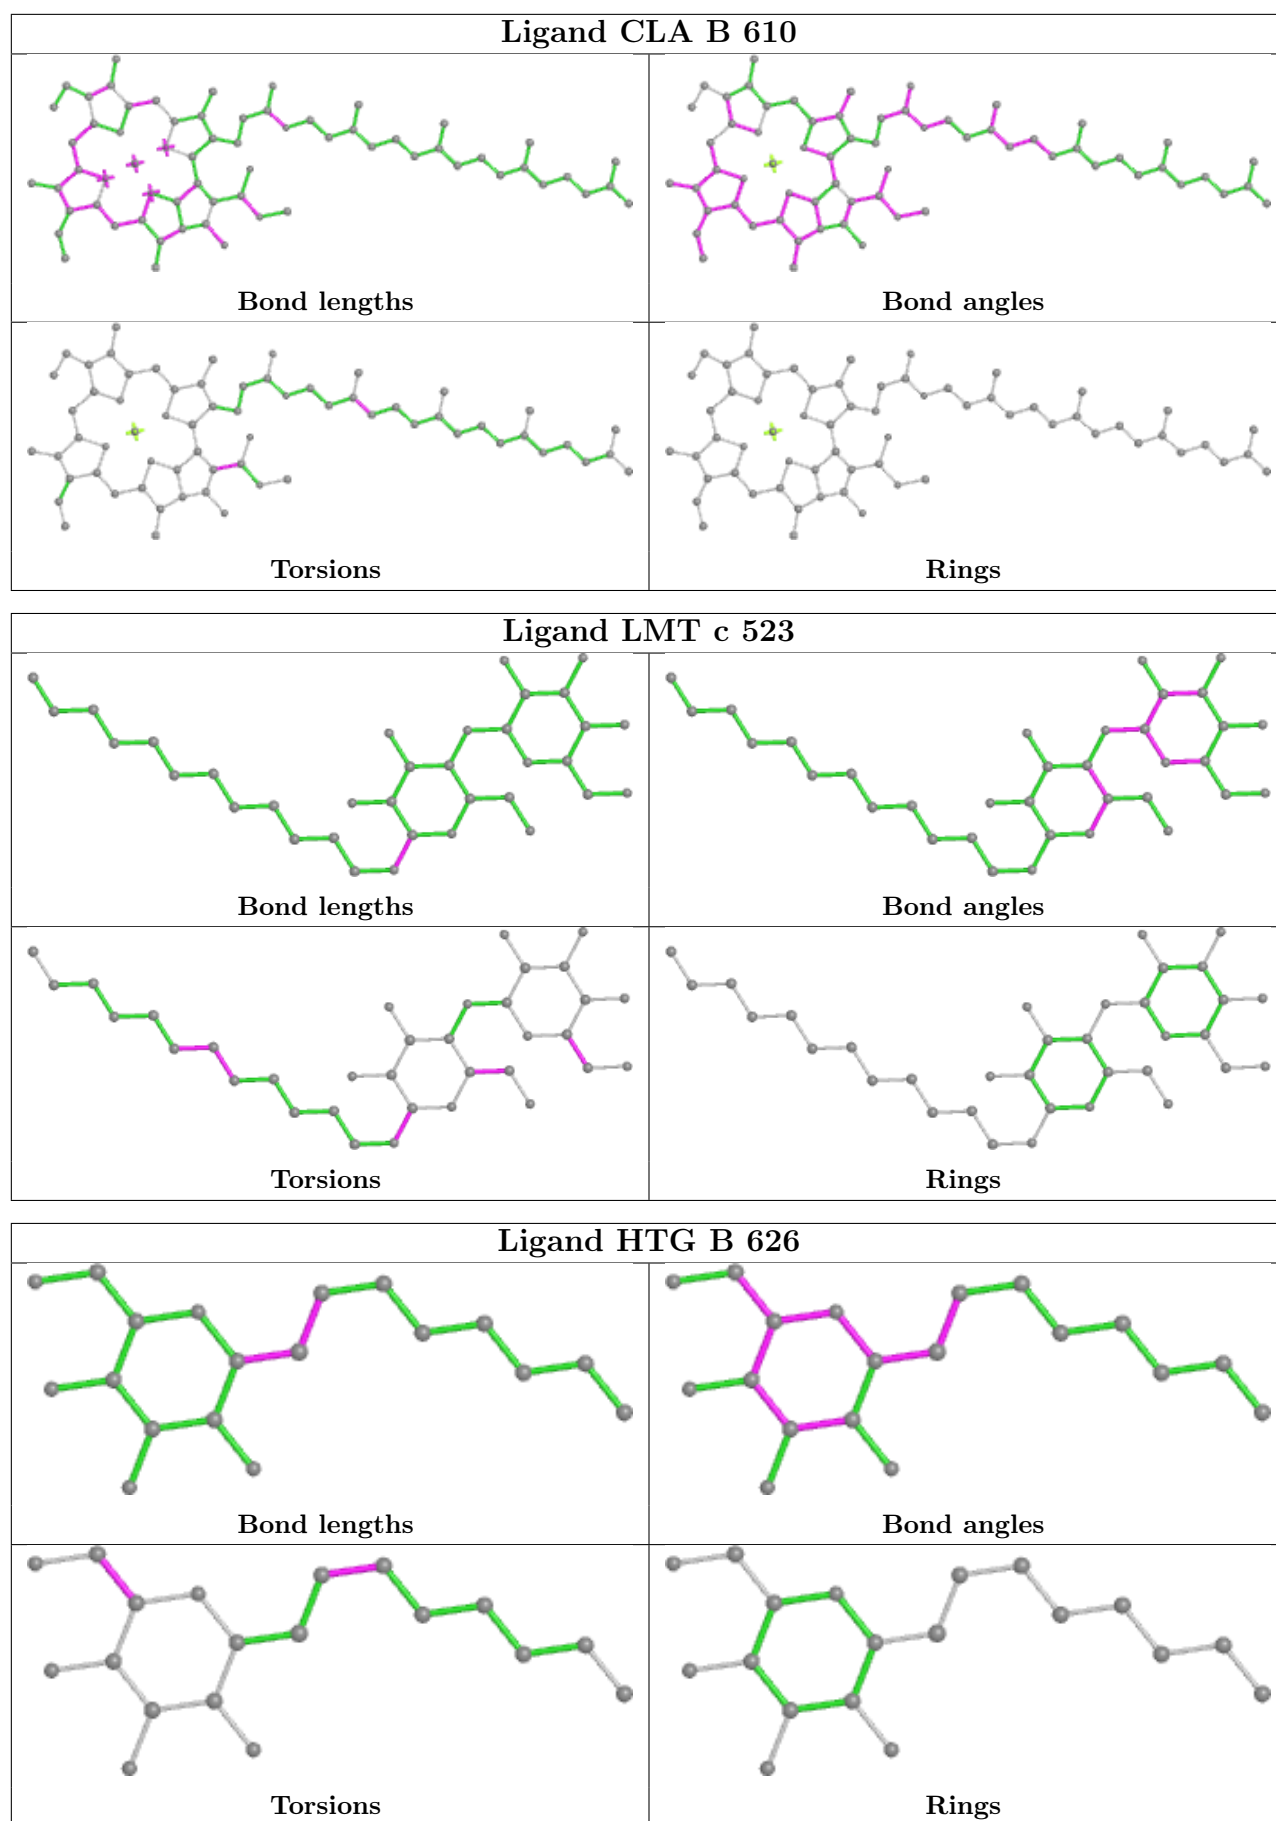 Ligand CLA B 610
Bond lengths
Bond angles
Torsions
Rings
Ligand LMT c 523
Bond lengths
Bond angles
Torsions
Rings
Ligand HTG B 626
Bond lengths
Bond angles
Torsions
Rings